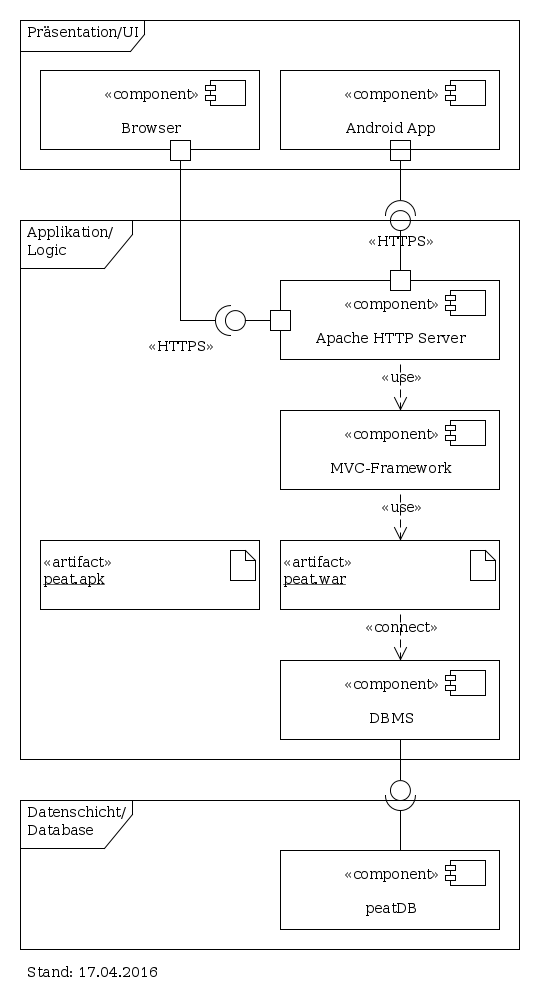 Präsentation/UI
«component»
Browser
«component»
Android App
Applikation/
Logic
«HTTPS»
«component»
Apache HTTP Server
«HTTPS»
«use»
«component»
MVC-Framework
«use»
«artifact»
peat.apk
«artifact»
peat.war
«connect»
«component»
DBMS
Datenschicht/
Database
«component»
peatDB
Stand: 17.04.2016